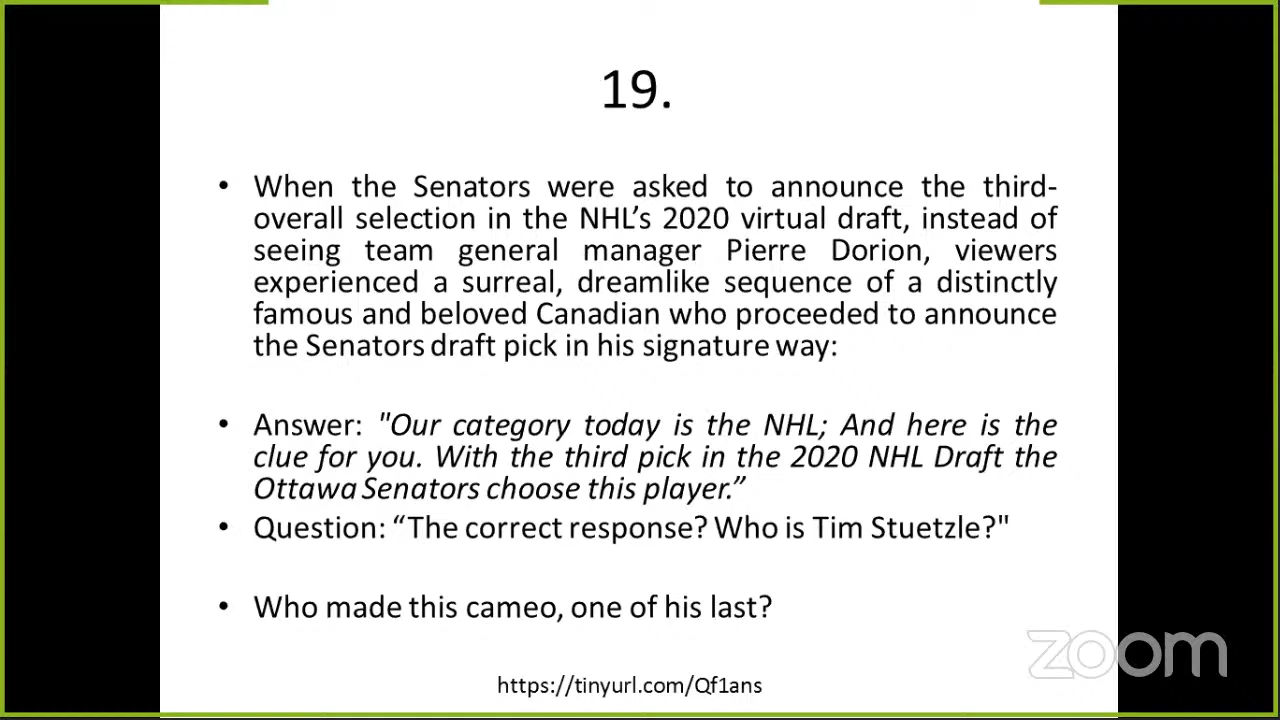 19.
• When the Senators were asked to announce the third-
overall selection in the NHL’s 2020 virtual draft, instead of
seeing team general manager Pierre Dorion, viewers
experienced a surreal, dreamlike sequence of a distinctly
famous and beloved Canadian who proceeded to announce
the Senators draft pick in his signature way:
• Answer: "Our category today is the NHL; And here is the
clue for you. With the third pick in the 2020 NHL Draft the
Ottawa Senators choose this player.”
• Question: “The correct response? Who is Tim Stuetzle?"
• Who made this cameo, one of his last?
zoom
https://tinyurl.com/Qf1ans